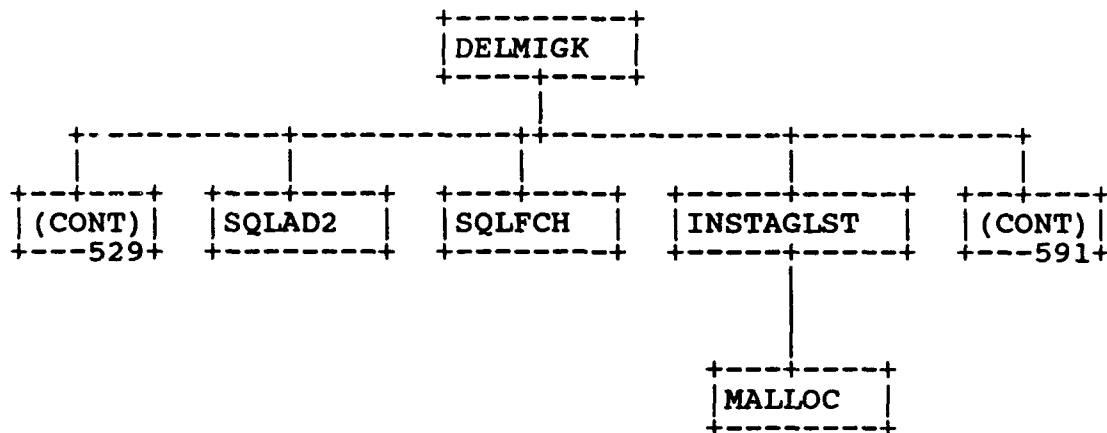 DELMIGK
(CONT) SQLAD2 SQLFCH INSTAGLST (CONT)
529 591
MALLOC